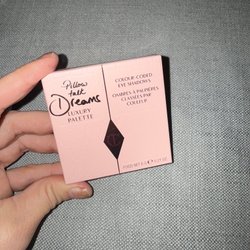 Pillow
talk
Dreams
LUXURY
PALETTE
COLOUR-CODED
EYE SHADOWS
OMBRES À PAUPIÈRES
CLASSÉES PAR
COULEUR